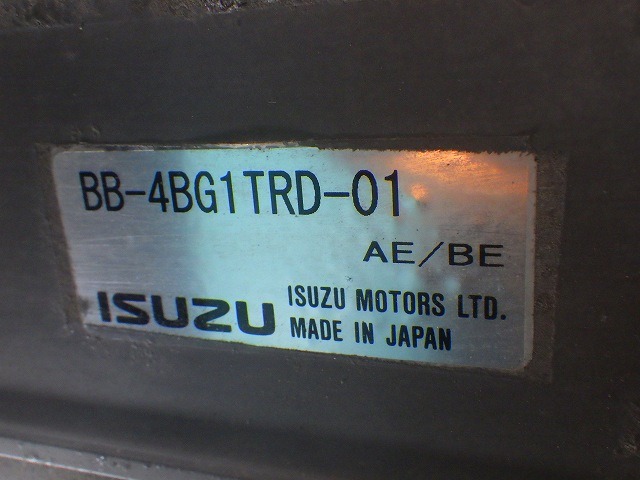 BB-4BG1TRD-01
AE/BE
ISUZU
ISUZU MOTORS LTD.
MADE IN JAPAN